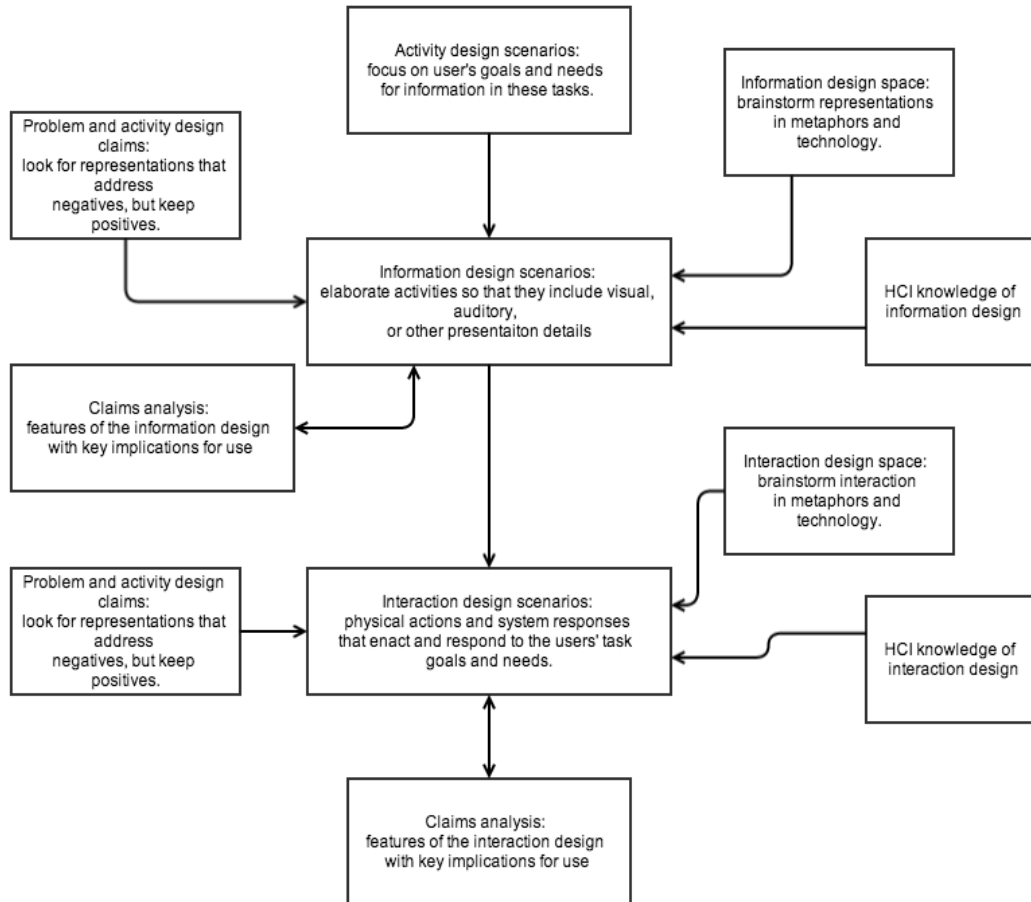 Activity design scenarios:
focus on user's goals and needs
for information in these tasks.
Information design space:
brainstorm representations
in metaphors and
technology.
Problem and activity design
claims:
look for representations that
address
negatives, but keep
positives.
Information design scenarios:
elaborate activities so that they include visual,
auditory,
or other presentaiton details
HCI knowledge of
information design
Claims analysis:
features of the information design
with key implications for use
Interaction design space:
brainstorm interaction
in metaphors and
technology.
Problem and activity design
claims:
look for representations that
address
negatives, but keep
positives.
Interaction design scenarios:
physical actions and system responses
that enact and respond to the users' task
goals and needs.
HCI knowledge of
interaction design
Claims analysis:
features of the interaction design
with key implications for use